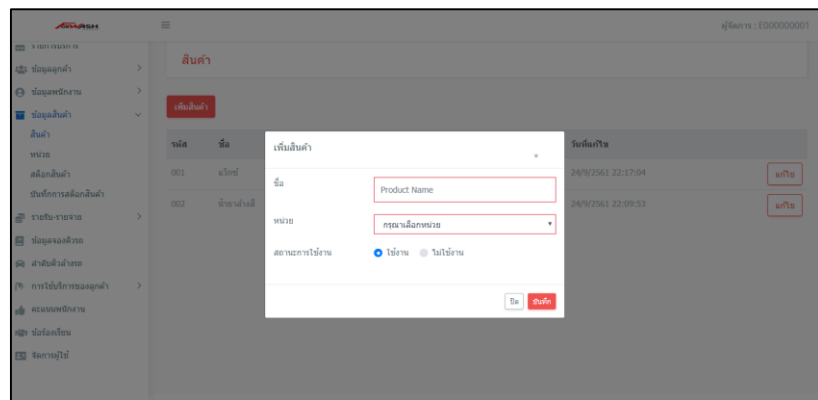 ผู้จัดการ : E000000001
ข้อมูลลูกค้า
ข้อมูลพนักงาน
ข้อมูลสินค้า
สินค้า
หน่วย
สต๊อกสินค้า
บันทึกการสต๊อกสินค้า
รายรับ-รายจ่าย
ข้อมูลจองคิวรถ
ลำดับคิวล้างรถ
การใช้บริการของลูกค้า
คะแนนพนักงาน
ข้อร้องเรียน
จัดการผู้ใช้
สินค้า
เพิ่มสินค้า
รหัส ชื่อ วันที่แก้ไข
001 แว๊กซ์ 24/9/2561 22:17:04 แก้ไข
002 น้ำยาล้างสี 24/9/2561 22:09:53 แก้ไข
เพิ่มสินค้า
×
ชื่อ Product Name
หน่วย กรุณาเลือกหน่วย
สถานะการใช้งาน ใช้งาน ไม่ใช้งาน
ปิด บันทึก